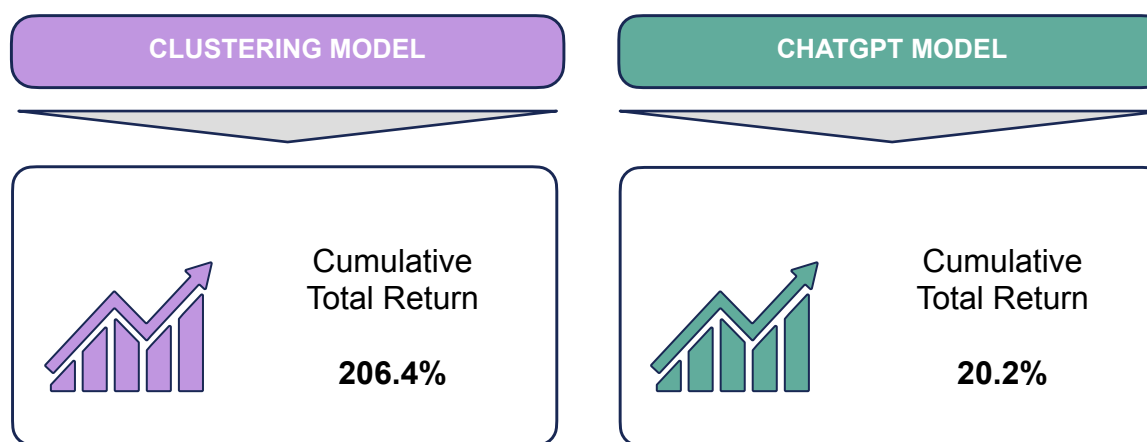 CLUSTERING MODEL
CHATGPT MODEL
Cumulative
Total Return
206.4%
Cumulative
Total Return
20.2%